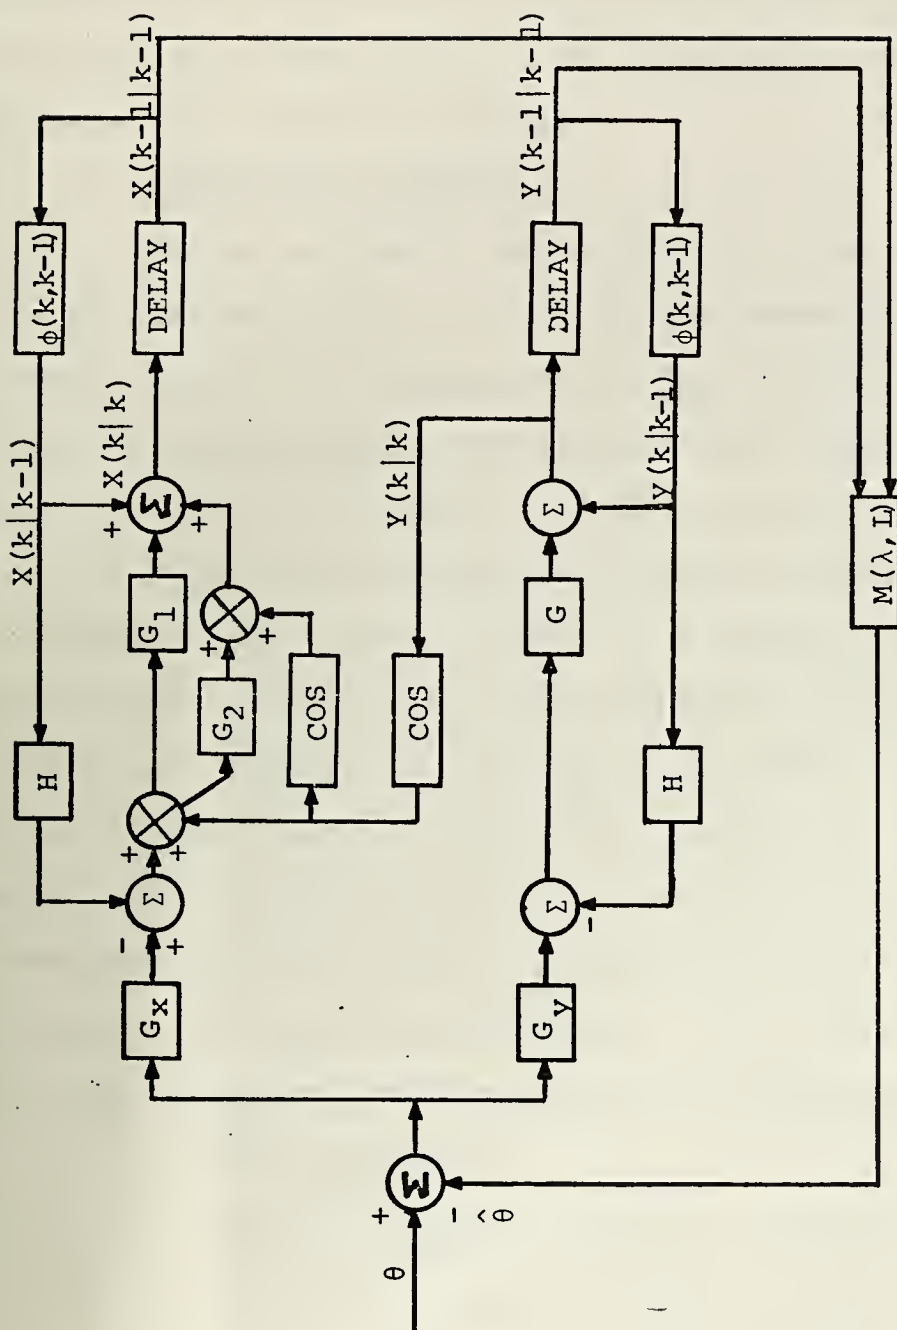 X(k|k-1)
H
φ(k,k-1)
- + +
X(k|k)
X(k-1|k-1)
Gx
Σ
G1
Σ
DELAY
+ + +
G2
+ +
COS
θ
+
Σ
-
θ̂
COS
Y(k|k)
Y(k-1|k-1)
Gy
Σ
G
Σ
DELAY
-
Y(k|k-1)
H
φ(k,k-1)
M(λ,L)